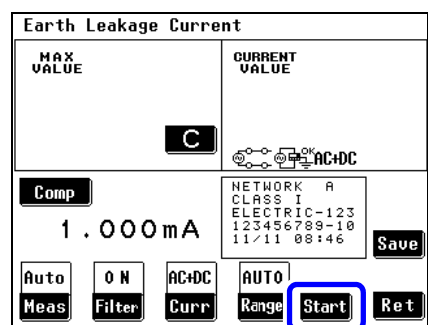 Earth Leakage Current
MAX
VALUE
CURRENT
VALUE
C
OK
AC+DC
Comp
1.000mA
NETWORK A
CLASS I
ELECTRIC-123
123456789-10
11/11 08:46
Save
Auto ON AC+DC AUTO
Meas Filter Curr Range Start Ret